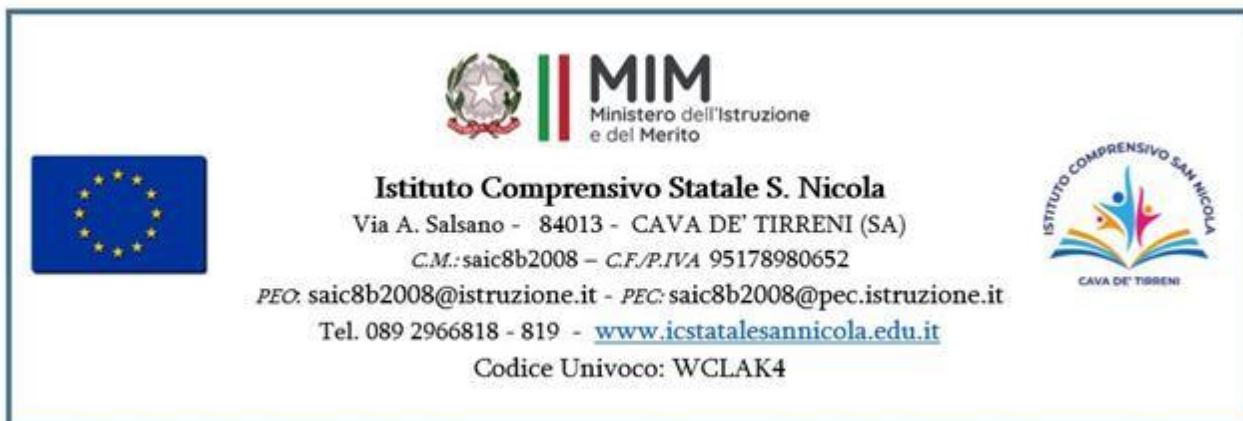 MIM
Ministero dell'Istruzione
e del Merito
Istituto Comprensivo Statale S. Nicola
Via A. Salsano - 84013 - CAVA DE' TIRRENI (SA)
C.M.: saic8b2008 – C.F./P.IVA 95178980652
PEO: saic8b2008@istruzione.it - PEC: saic8b2008@pec.istruzione.it
Tel. 089 2966818 - 819 - www.icstatalesannicola.edu.it
Codice Univoco: WCLAK4
ISTITUTO COMPRENSIVO SAN NICOLA
CAVA DE' TIRRENI